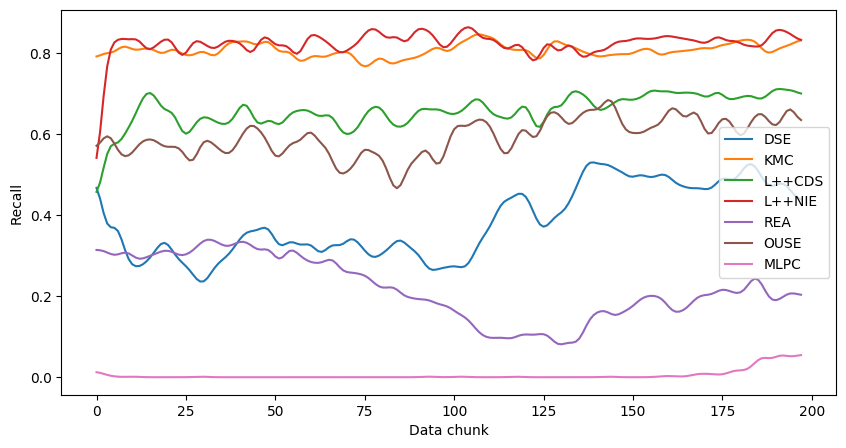 0.8
0.6
0.4
0.2
0.0
Recall
0 25 50 75 100 125 150 175 200
Data chunk
DSE
KMC
L++CDS
L++NIE
REA
OUSE
MLPC